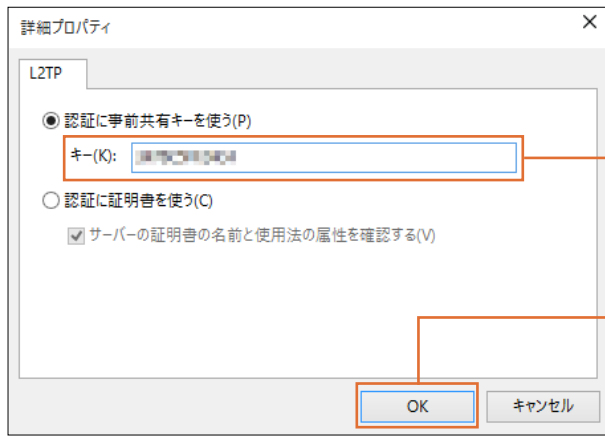 詳細プロパティ
L2TP
認証に事前共有キーを使う(P)
キー(K):
認証に証明書を使う(C)
サーバーの証明書の名前と使用法の属性を確認する(V)
OK キャンセル